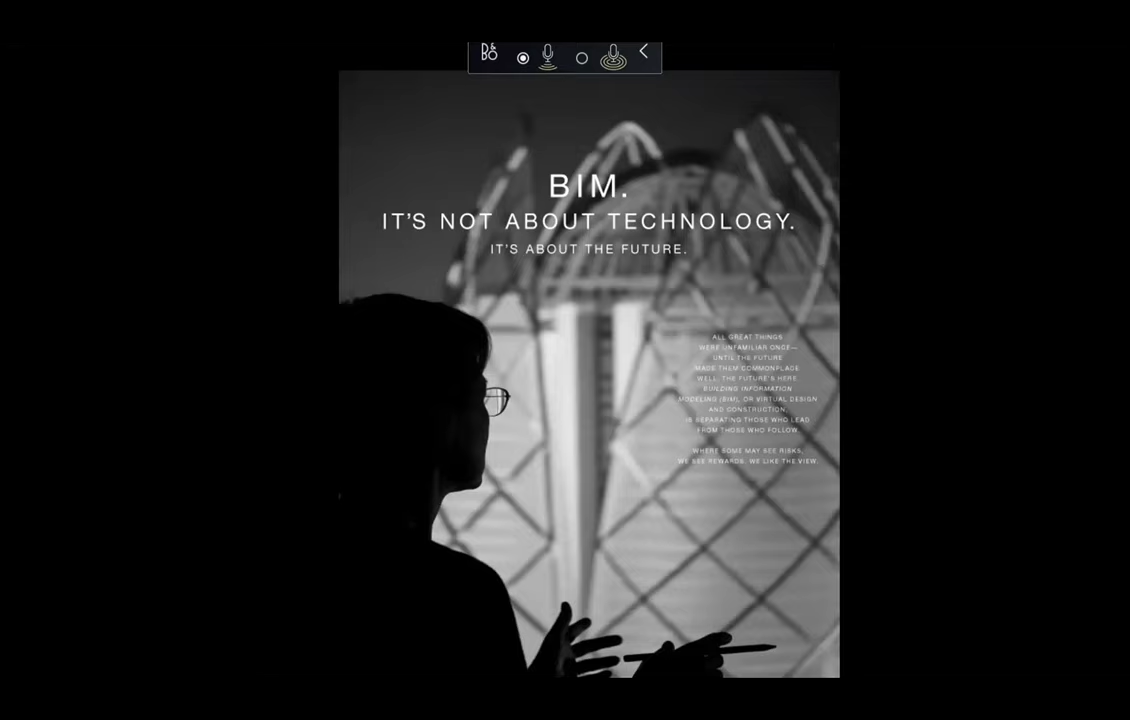 B&O
BIM.
IT'S NOT ABOUT TECHNOLOGY.
IT'S ABOUT THE FUTURE.
ALL GREAT THINGS
WERE UNFAMILIAR ONCE—
UNTIL THE FUTURE
MADE THEM COMMONPLACE
WELL, THE FUTURE'S HERE.
BUILDING INFORMATION
MODELING (BIM), OR VIRTUAL DESIGN
AND CONSTRUCTION,
IS SEPARATING THOSE WHO LEAD
FROM THOSE WHO FOLLOW.
WHERE SOME MAY SEE RISKS,
WE SEE REWARDS. WE LIKE THE VIEW.